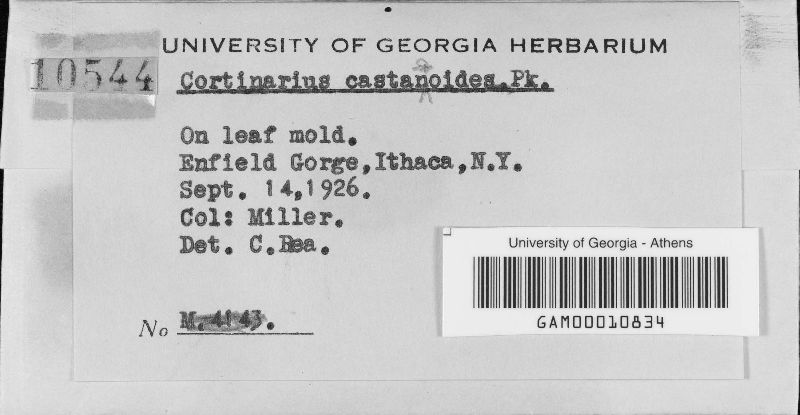 UNIVERSITY OF GEORGIA HERBARIUM
10544
Cortinarius castanoides.Pk.
On leaf mold.
Enfield Gorge,Ithaca,N.Y.
Sept. 14,1926.
Col: Miller.
Det. C.Rea.
No M. 4143.
University of Georgia - Athens
GAM00010834